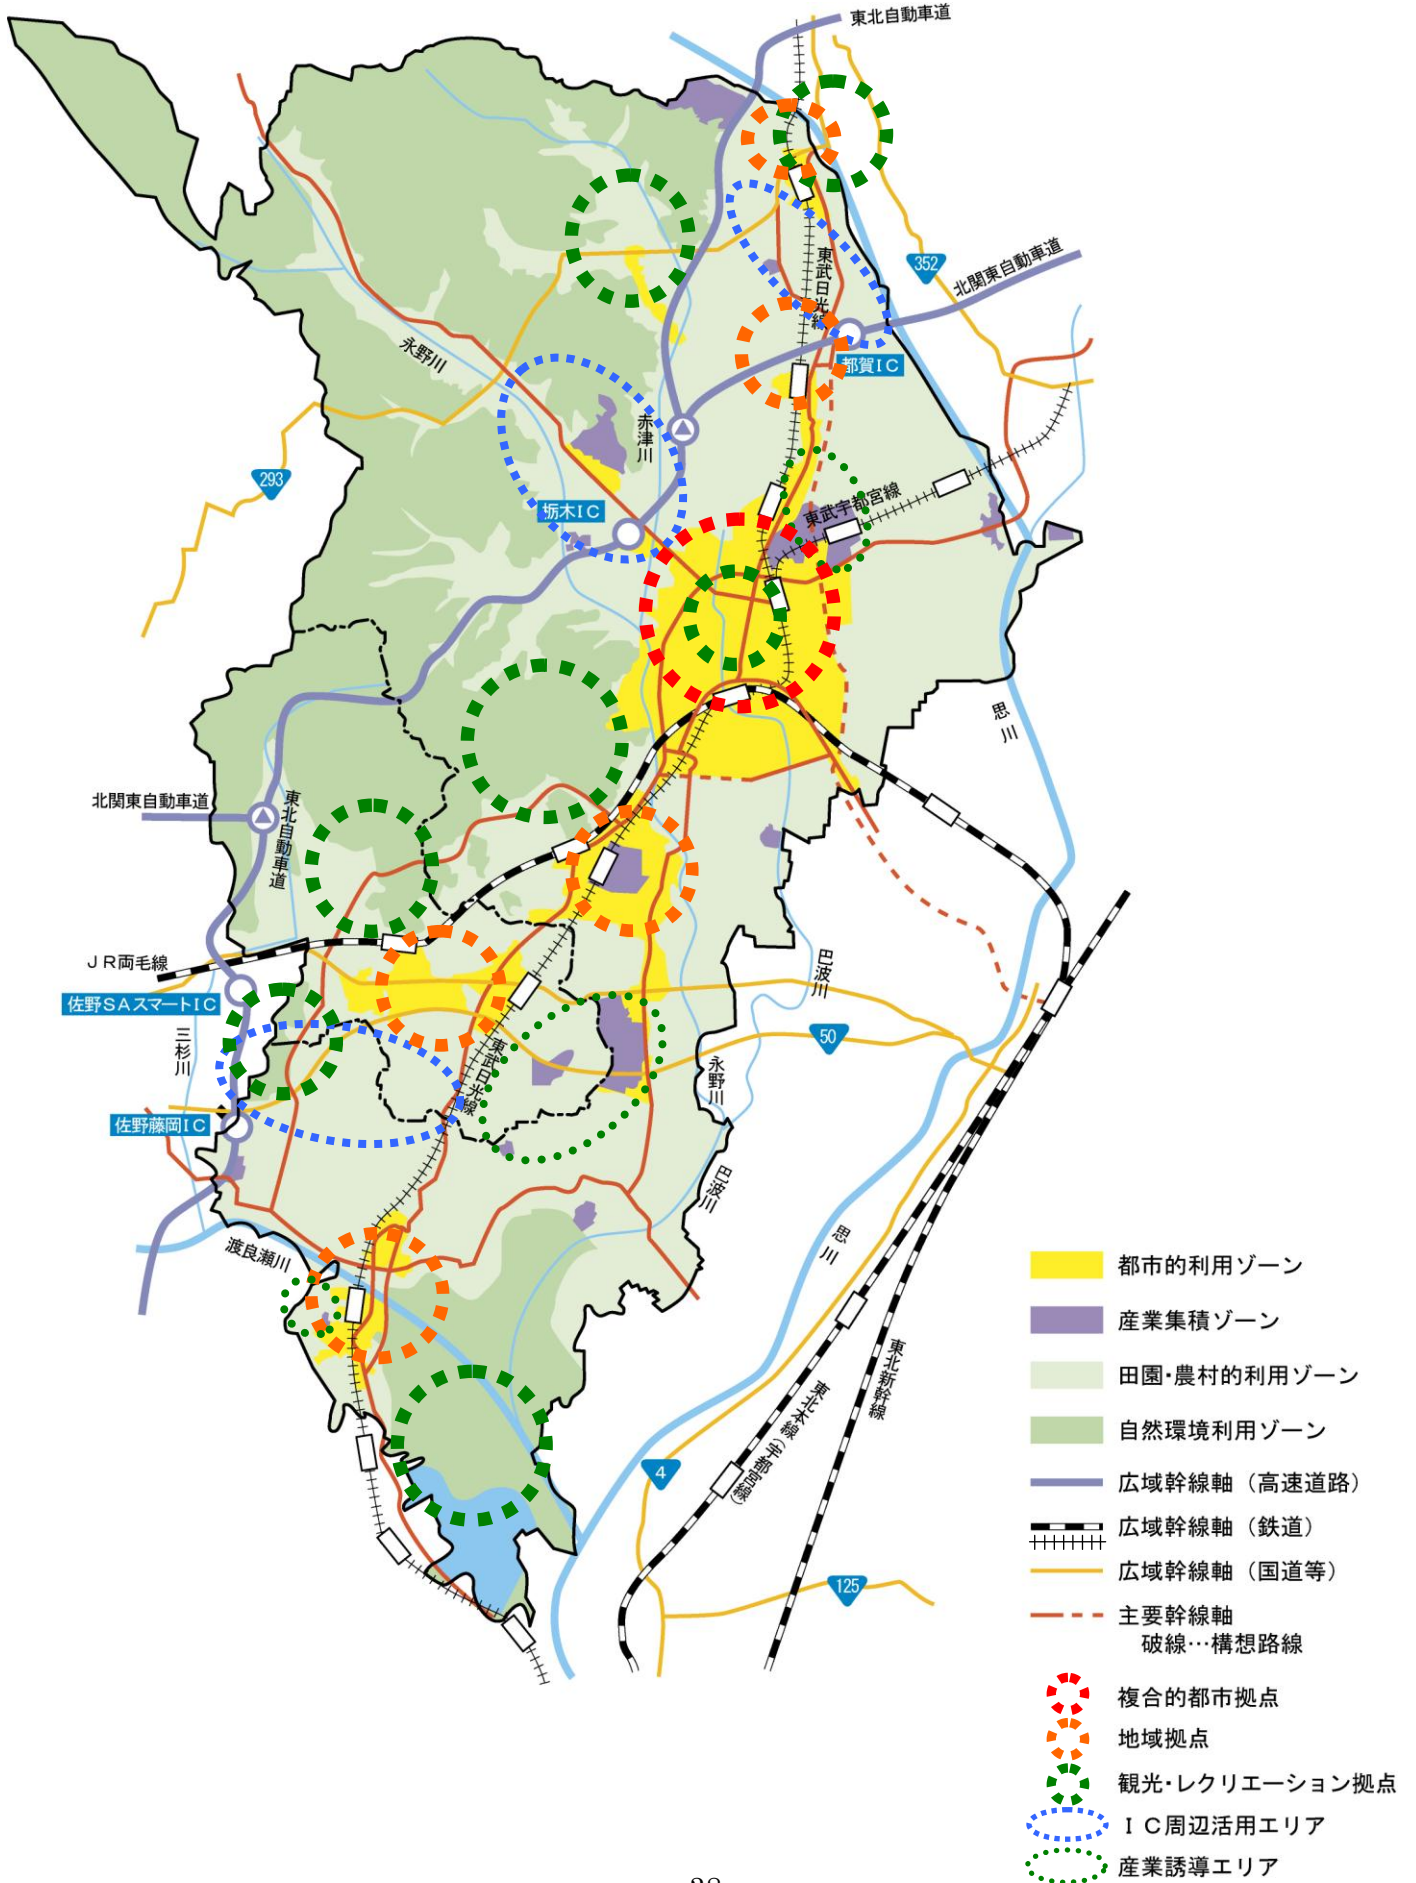 東北自動車道
352
北関東自動車道
東武日光線
都賀IC
永野川
赤津川
293
栃木IC
東武宇都宮線
思川
北関東自動車道
東北自動車道
JR両毛線
佐野SAスマートIC
三杉川
巴波川
50
東武日光線
永野川
佐野藤岡IC
巴波川
渡良瀬川
思川
東北新幹線
東北本線(宇都宮線)
4
125
都市的利用ゾーン
産業集積ゾーン
田園・農村的利用ゾーン
自然環境利用ゾーン
広域幹線軸（高速道路）
広域幹線軸（鉄道）
広域幹線軸（国道等）
主要幹線軸
破線…構想路線
複合的都市拠点
地域拠点
観光・レクリエーション拠点
IC周辺活用エリア
産業誘導エリア